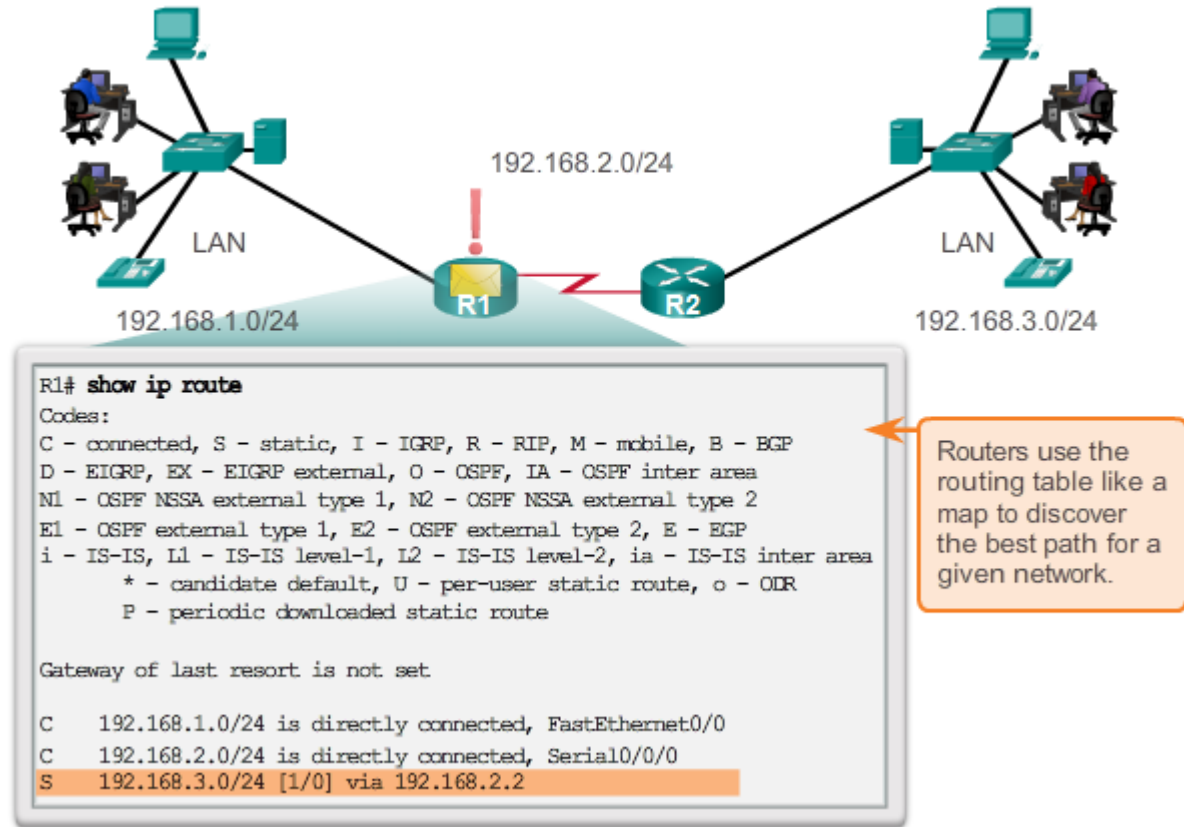 192.168.2.0/24
LAN
LAN
R1
R2
192.168.1.0/24
192.168.3.0/24
R1# show ip route
Codes:
C - connected, S - static, I - IGRP, R - RIP, M - mobile, B - BGP
D - EIGRP, EX - EIGRP external, O - OSPF, IA - OSPF inter area
N1 - OSPF NSSA external type 1, N2 - OSPF NSSA external type 2
E1 - OSPF external type 1, E2 - OSPF external type 2, E - EGP
i - IS-IS, L1 - IS-IS level-1, L2 - IS-IS level-2, ia - IS-IS inter area
* - candidate default, U - per-user static route, o - ODR
P - periodic downloaded static route
Gateway of last resort is not set
C 192.168.1.0/24 is directly connected, FastEthernet0/0
C 192.168.2.0/24 is directly connected, Serial0/0/0
S 192.168.3.0/24 [1/0] via 192.168.2.2
Routers use the
routing table like a
map to discover
the best path for a
given network.